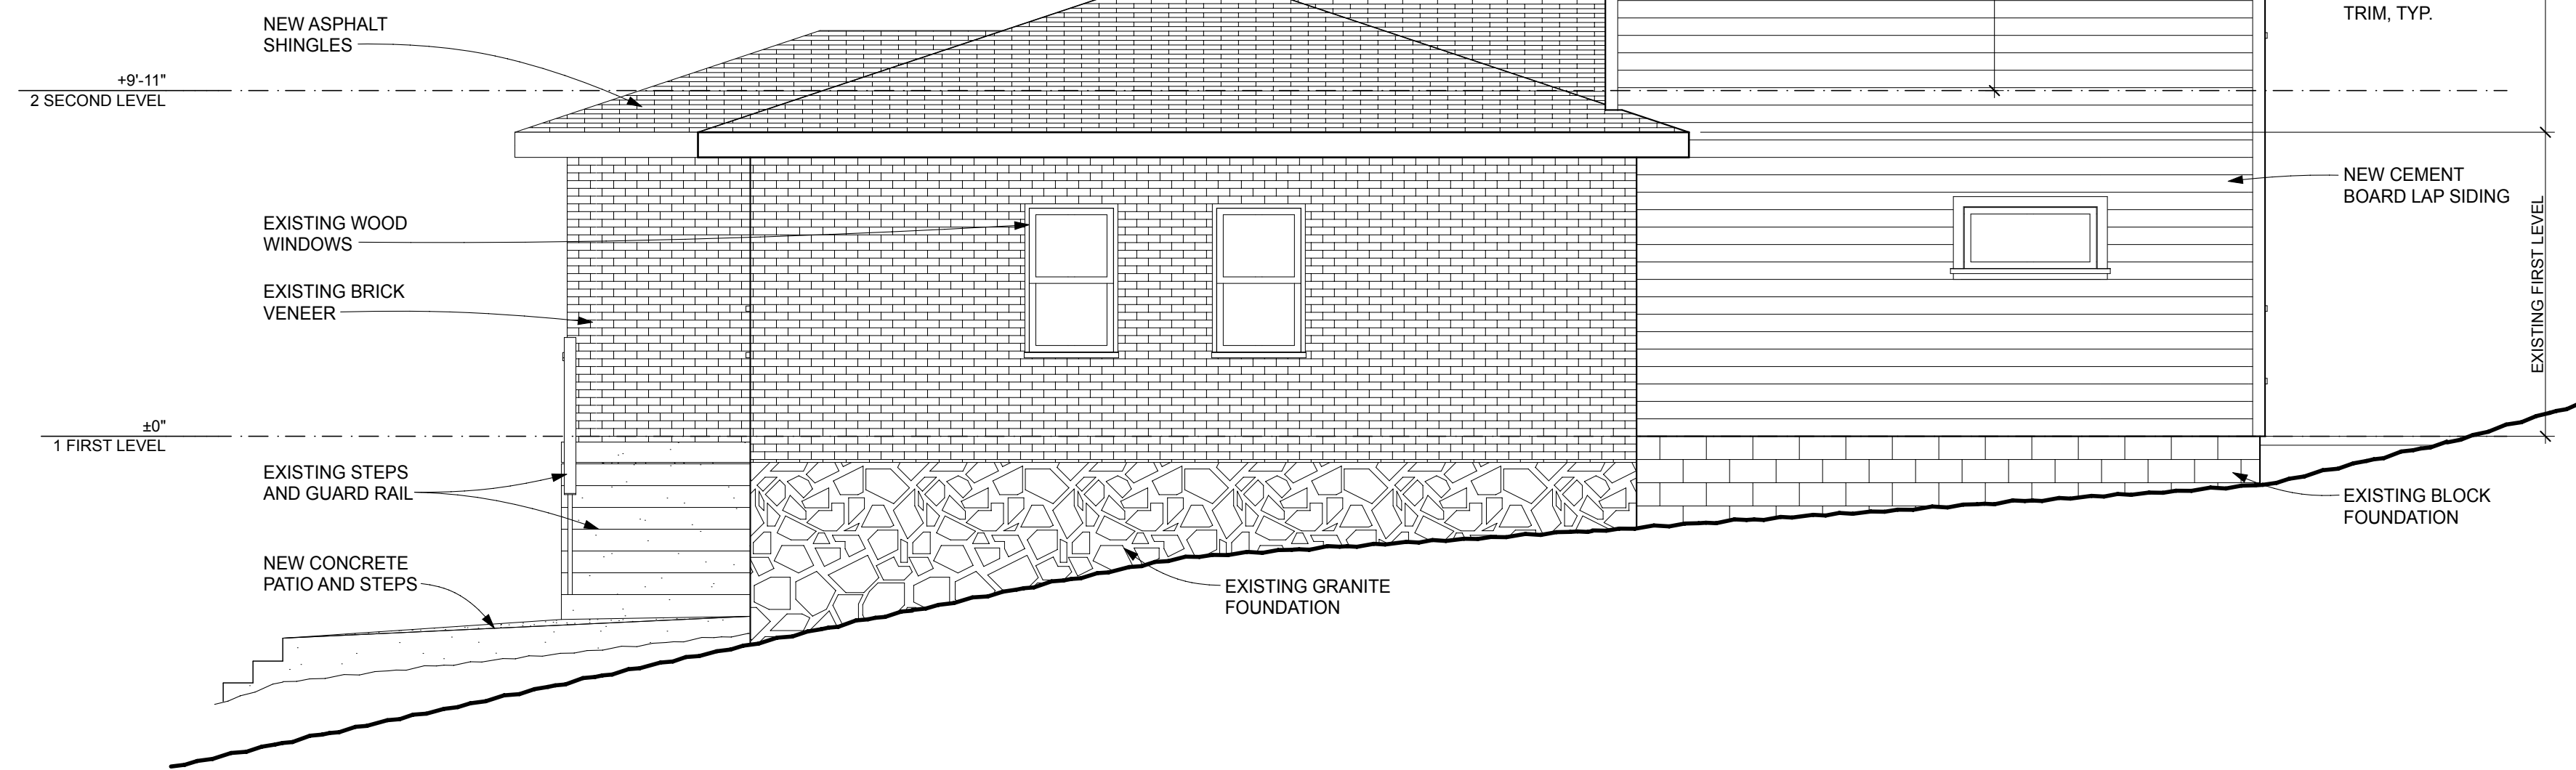 NEW ASPHALT
SHINGLES
TRIM, TYP.
+9'-11"
2 SECOND LEVEL
NEW CEMENT
BOARD LAP SIDING
EXISTING WOOD
WINDOWS
EXISTING BRICK
VENEER
EXISTING FIRST LEVEL
±0"
1 FIRST LEVEL
EXISTING STEPS
AND GUARD RAIL
EXISTING BLOCK
FOUNDATION
NEW CONCRETE
PATIO AND STEPS
EXISTING GRANITE
FOUNDATION